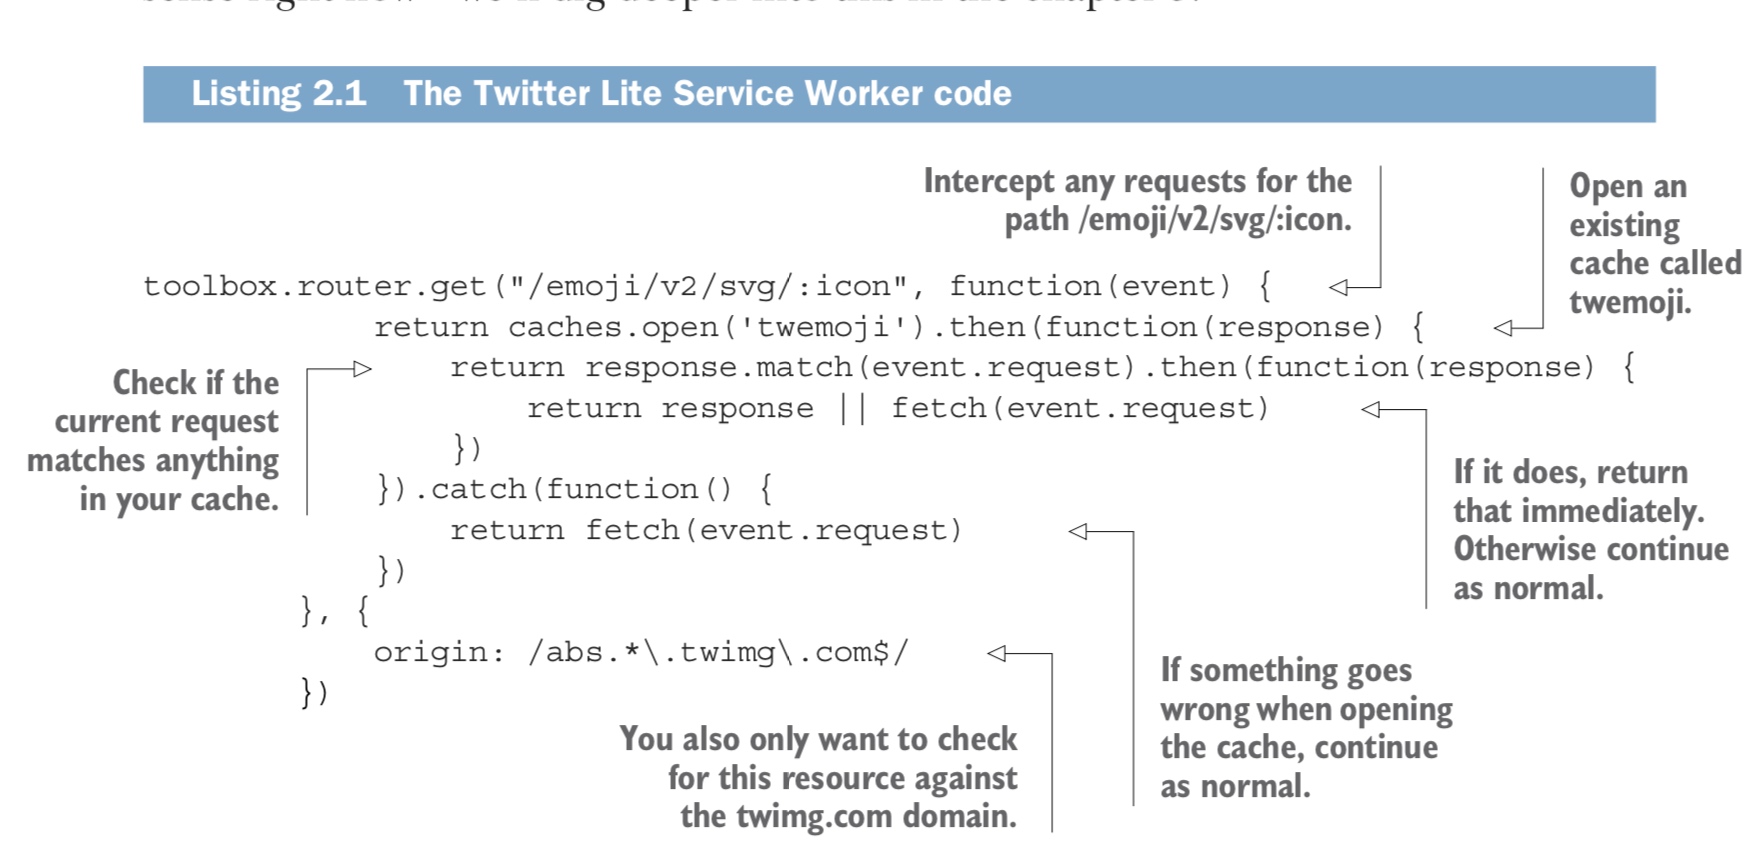 Listing 2.1 The Twitter Lite Service Worker code
Intercept any requests for the
path /emoji/v2/svg/:icon.
Open an
existing
cache called
twemoji.
toolbox.router.get("/emoji/v2/svg/:icon", function(event) {
return caches.open('twemoji').then(function(response) {
return response.match(event.request).then(function(response) {
return response || fetch(event.request)
})
}).catch(function() {
return fetch(event.request)
})
}, {
origin: /abs.*\.twimg\.com$/
})
Check if the
current request
matches anything
in your cache.
If it does, return
that immediately.
Otherwise continue
as normal.
If something goes
wrong when opening
the cache, continue
as normal.
You also only want to check
for this resource against
the twimg.com domain.